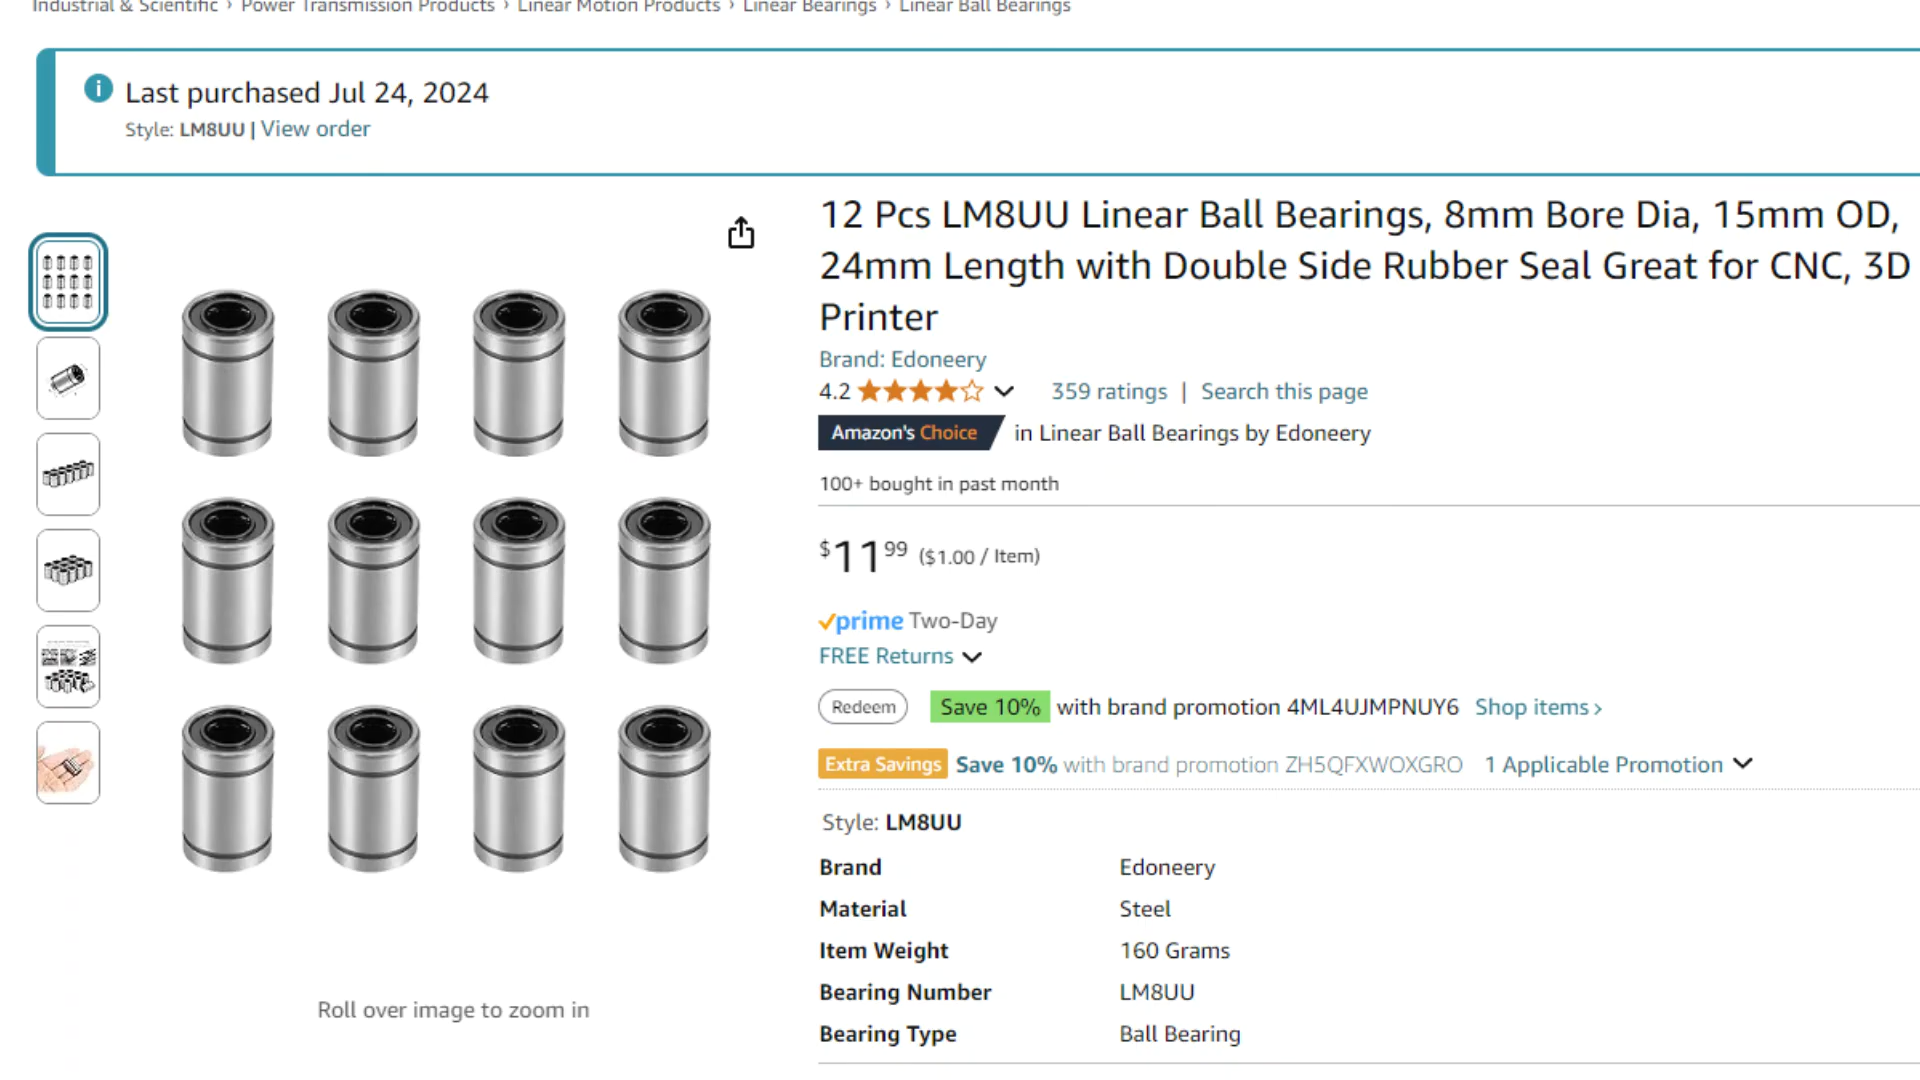 Industrial & Scientific › Power Transmission Products › Linear Motion Products › Linear Bearings › Linear Ball Bearings
Last purchased Jul 24, 2024
Style: LM8UU | View order
12 Pcs LM8UU Linear Ball Bearings, 8mm Bore Dia, 15mm OD,
24mm Length with Double Side Rubber Seal Great for CNC, 3D
Printer
Brand: Edoneery
4.2 359 ratings | Search this page
Amazon's Choice in Linear Ball Bearings by Edoneery
100+ bought in past month
$11.99 ($1.00 / Item)
prime Two-Day
FREE Returns
Redeem Save 10% with brand promotion 4ML4UJMPNUY6 Shop items ›
Extra Savings Save 10% with brand promotion ZH5QFXWOXGRO 1 Applicable Promotion
Style: LM8UU
Brand Edoneery
Material Steel
Item Weight 160 Grams
Bearing Number LM8UU
Bearing Type Ball Bearing
Roll over image to zoom in